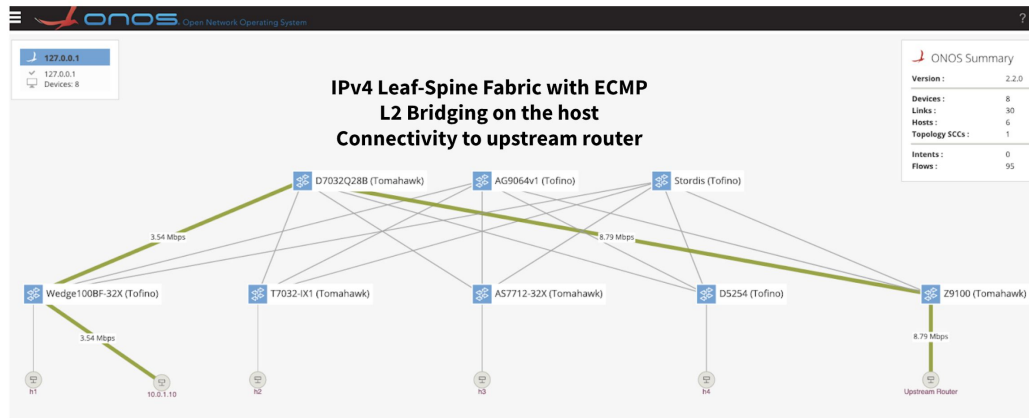 ONOS Open Network Operating System
?
127.0.0.1
127.0.0.1
Devices: 8
IPv4 Leaf-Spine Fabric with ECMP
L2 Bridging on the host
Connectivity to upstream router
ONOS Summary
Version : 2.2.0
Devices : 8
Links : 30
Hosts : 6
Topology SCCs : 1
Intents : 0
Flows : 95
D7032Q28B (Tomahawk)
AG9064v1 (Tofino)
Stordis (Tofino)
3.54 Mbps
8.79 Mbps
Wedge100BF-32X (Tofino)
T7032-IX1 (Tomahawk)
AS7712-32X (Tomahawk)
D5254 (Tofino)
Z9100 (Tomahawk)
3.54 Mbps
8.79 Mbps
h1
10.0.1.10
h2
h3
h4
Upstream Router